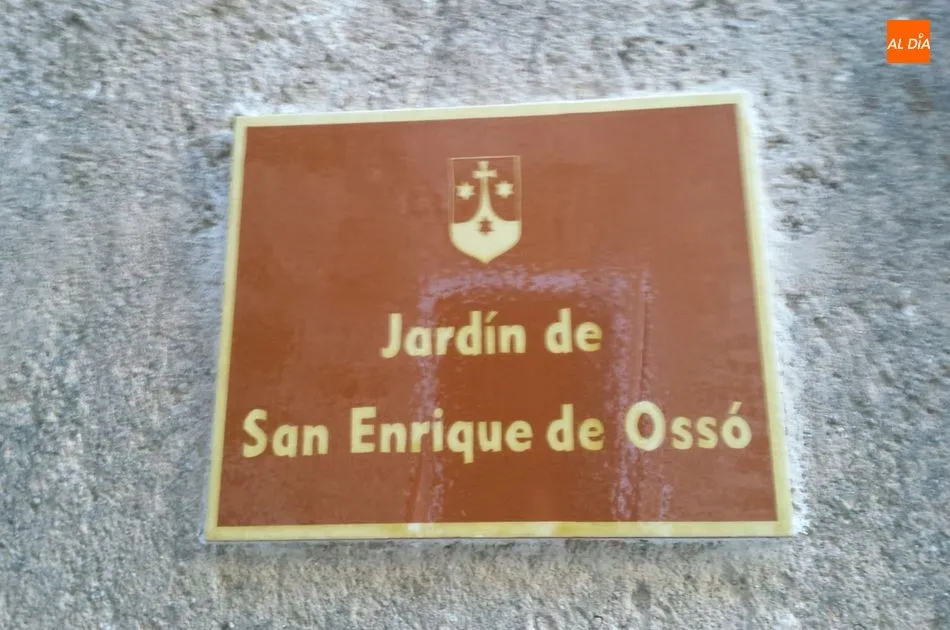 AL DÍA
Jardín de
San Enrique de Ossó